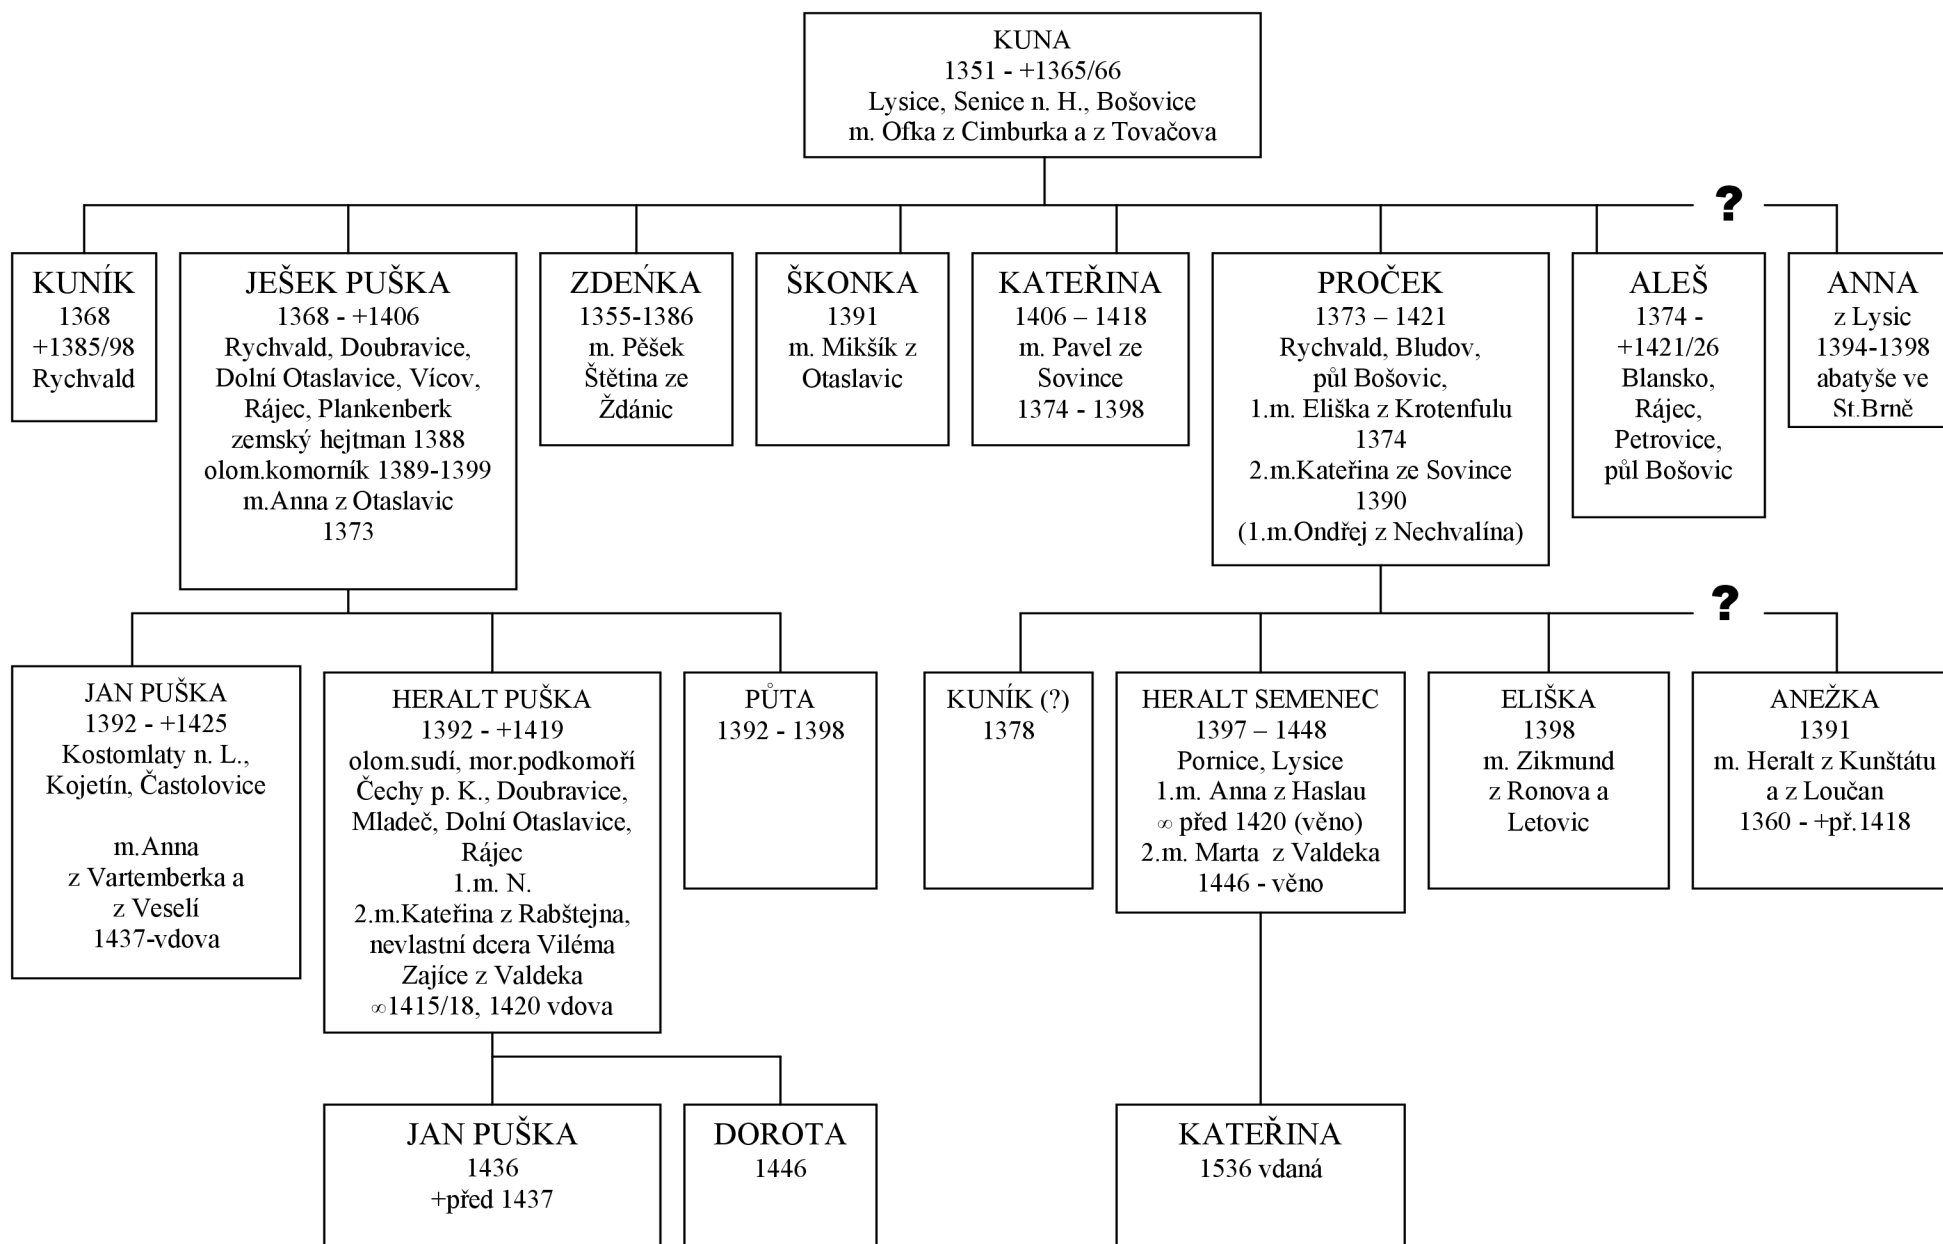 KUNA
1351 - +1365/66
Lysice, Senice n. H., Bošovice
m. Ofka z Cimburka a z Tovačova
?
KUNÍK
1368
+1385/98
Rychvald
JEŠEK PUŠKA
1368 - +1406
Rychvald, Doubravice,
Dolní Otaslavice, Vícov,
Rájec, Plankenberk
zemský hejtman 1388
olom.komorník 1389-1399
m.Anna z Otaslavic
1373
ZDEŃKA
1355-1386
m. Pěšek
Štětina ze
Ždánic
ŠKONKA
1391
m. Mikšík z
Otaslavic
KATEŘINA
1406 – 1418
m. Pavel ze
Sovince
1374 - 1398
PROČEK
1373 – 1421
Rychvald, Bludov,
půl Bošovic,
1.m. Eliška z Krotenfulu
1374
2.m.Kateřina ze Sovince
1390
(1.m.Ondřej z Nechvalína)
ALEŠ
1374 -
+1421/26
Blansko,
Rájec,
Petrovice,
půl Bošovic
ANNA
z Lysic
1394-1398
abatyše ve
St.Brně
?
JAN PUŠKA
1392 - +1425
Kostomlaty n. L.,
Kojetín, Častolovice
m.Anna
z Vartemberka a
z Veselí
1437-vdova
HERALT PUŠKA
1392 - +1419
olom.sudí, mor.podkomoří
Čechy p. K., Doubravice,
Mladeč, Dolní Otaslavice,
Rájec
1.m. N.
2.m.Kateřina z Rabštejna,
nevlastní dcera Viléma
Zajíce z Valdeka
∞1415/18, 1420 vdova
PŮTA
1392 - 1398
KUNÍK (?)
1378
HERALT SEMENEC
1397 – 1448
Pornice, Lysice
1.m. Anna z Haslau
∞ před 1420 (věno)
2.m. Marta z Valdeka
1446 - věno
ELIŠKA
1398
m. Zikmund
z Ronova a
Letovic
ANEŽKA
1391
m. Heralt z Kunštátu
a z Loučan
1360 - +př.1418
JAN PUŠKA
1436
+před 1437
DOROTA
1446
KATEŘINA
1536 vdaná